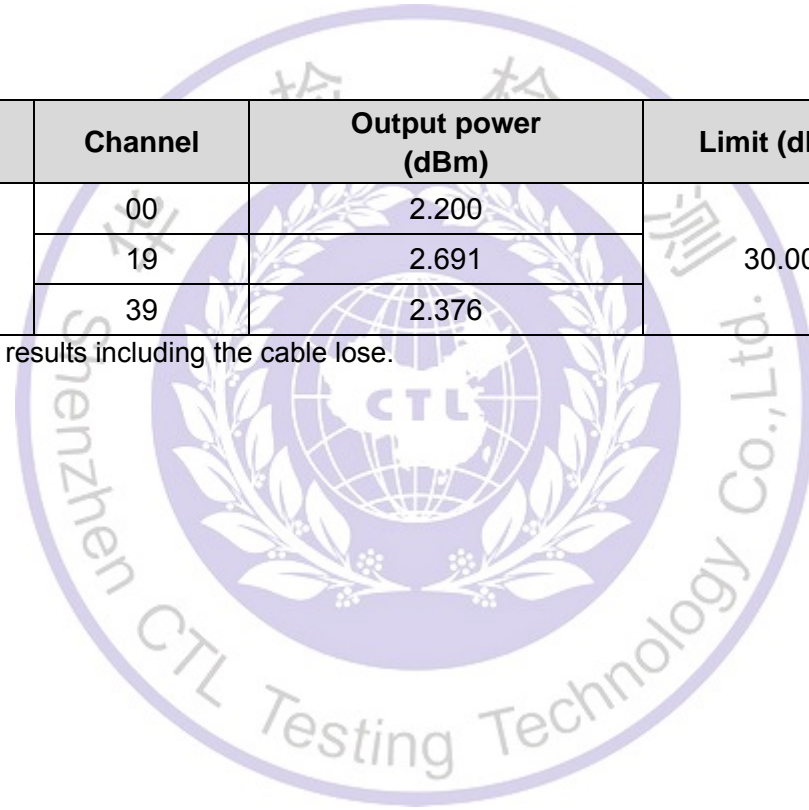 Channel Output power Limit (d
(dBm)
00 2.200
19 2.691 30.00
39 2.376
results including the cable lose.
CTL
Shenzhen CTL Testing Technology Co.,Ltd.